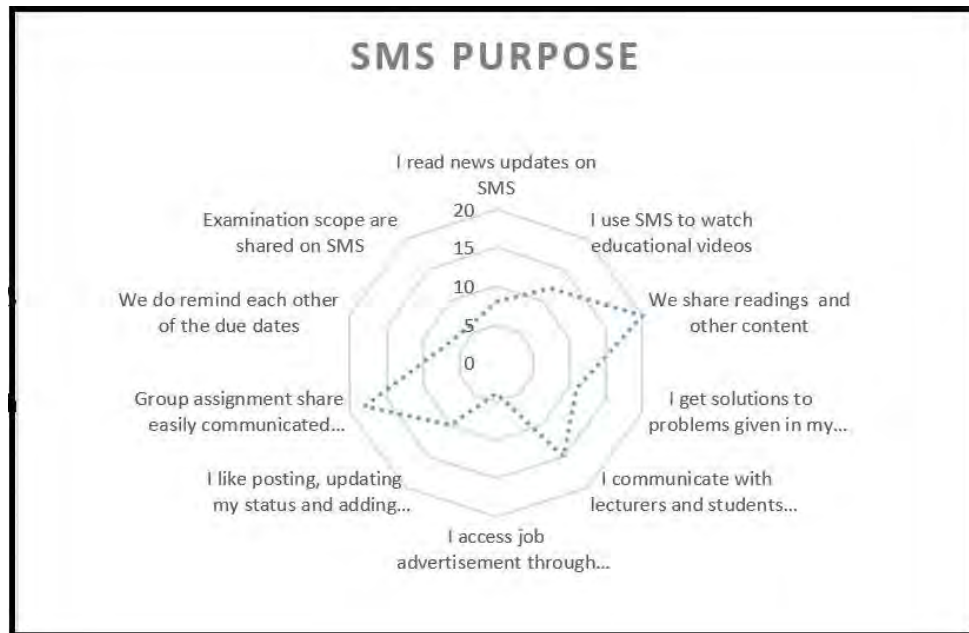 SMS PURPOSE
I read news updates on
SMS
I use SMS to watch
educational videos
We share readings and
other content
I get solutions to
problems given in my...
I communicate with
lecturers and students...
I access job
advertisement through...
I like posting, updating
my status and adding...
Group assignment share
easily communicated...
We do remind each other
of the due dates
Examination scope are
shared on SMS
20
15
10
5
0